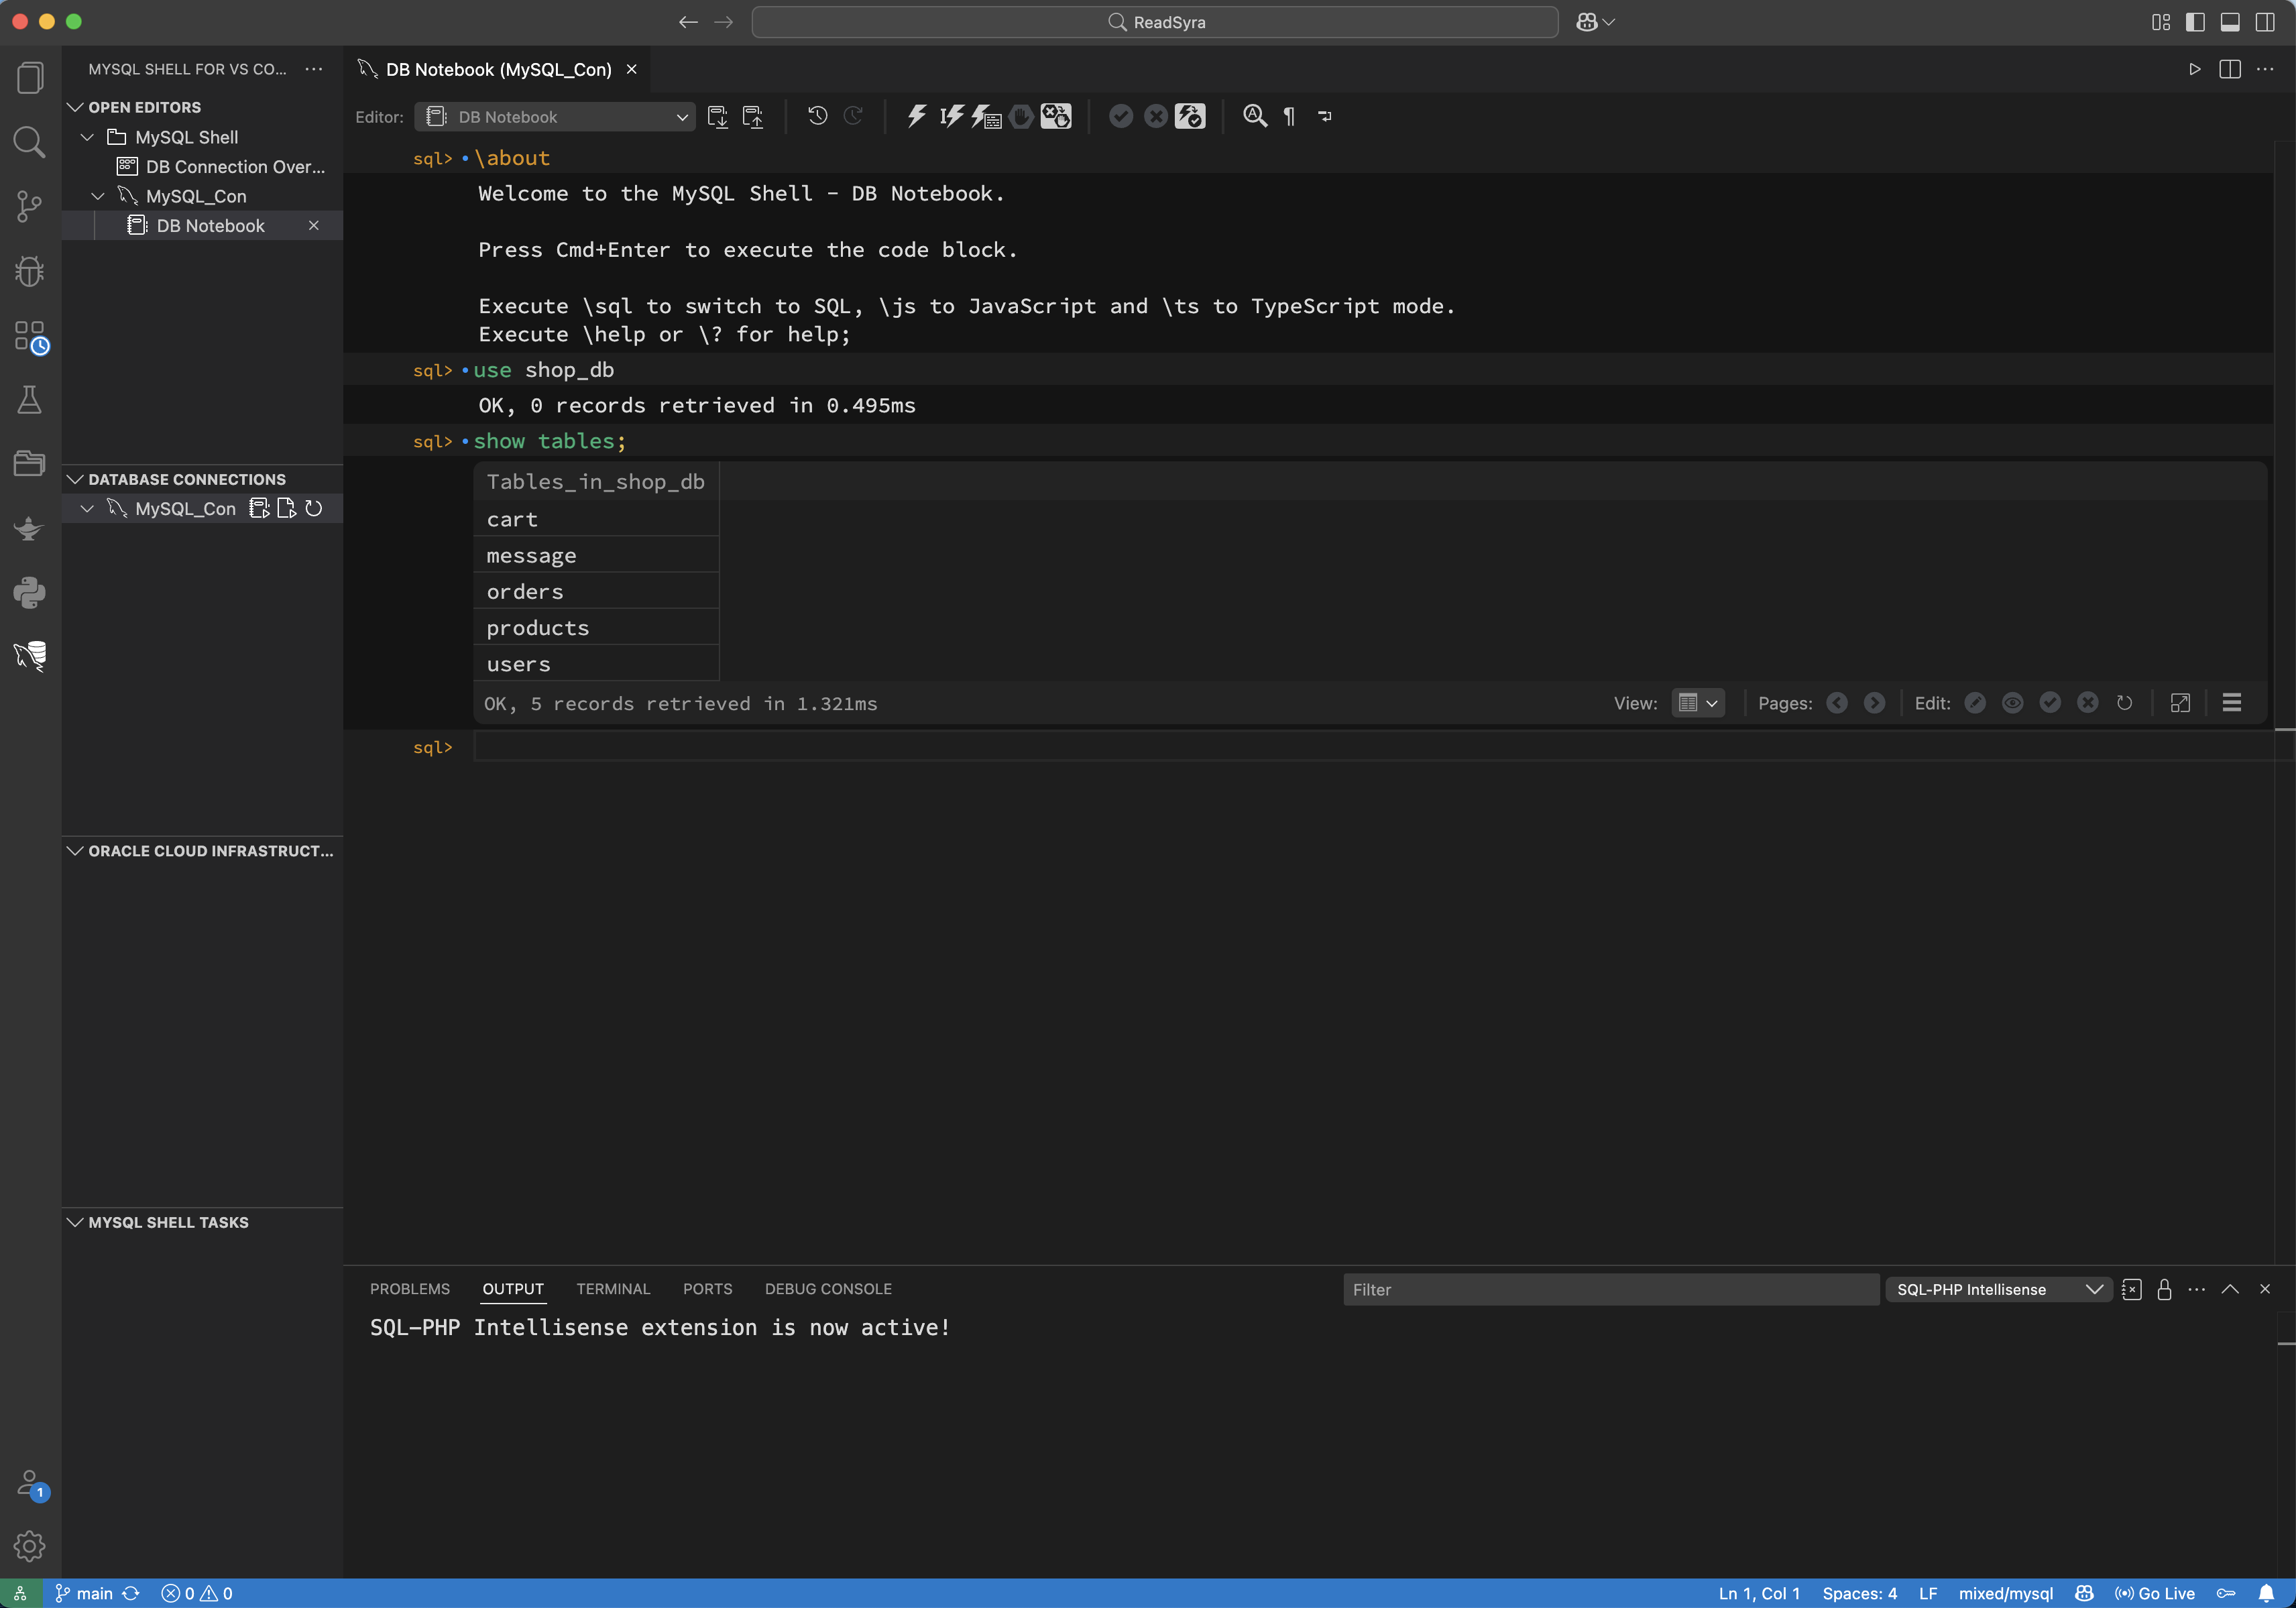 ReadSyra
MYSQL SHELL FOR VS CO...
OPEN EDITORS
MySQL Shell
DB Connection Over...
MySQL_Con
DB Notebook
DATABASE CONNECTIONS
MySQL_Con
ORACLE CLOUD INFRASTRUCT...
MYSQL SHELL TASKS
DB Notebook (MySQL_Con)
Editor: DB Notebook
sql> \about
Welcome to the MySQL Shell - DB Notebook.
Press Cmd+Enter to execute the code block.
Execute \sql to switch to SQL, \js to JavaScript and \ts to TypeScript mode.
Execute \help or \? for help;
sql> use shop_db
OK, 0 records retrieved in 0.495ms
sql> show tables;
Tables_in_shop_db
cart
message
orders
products
users
OK, 5 records retrieved in 1.321ms
View: Pages: Edit:
sql>
PROBLEMS OUTPUT TERMINAL PORTS DEBUG CONSOLE
Filter
SQL-PHP Intellisense
SQL-PHP Intellisense extension is now active!
1
main 0 0
Ln 1, Col 1 Spaces: 4 LF mixed/mysql Go Live